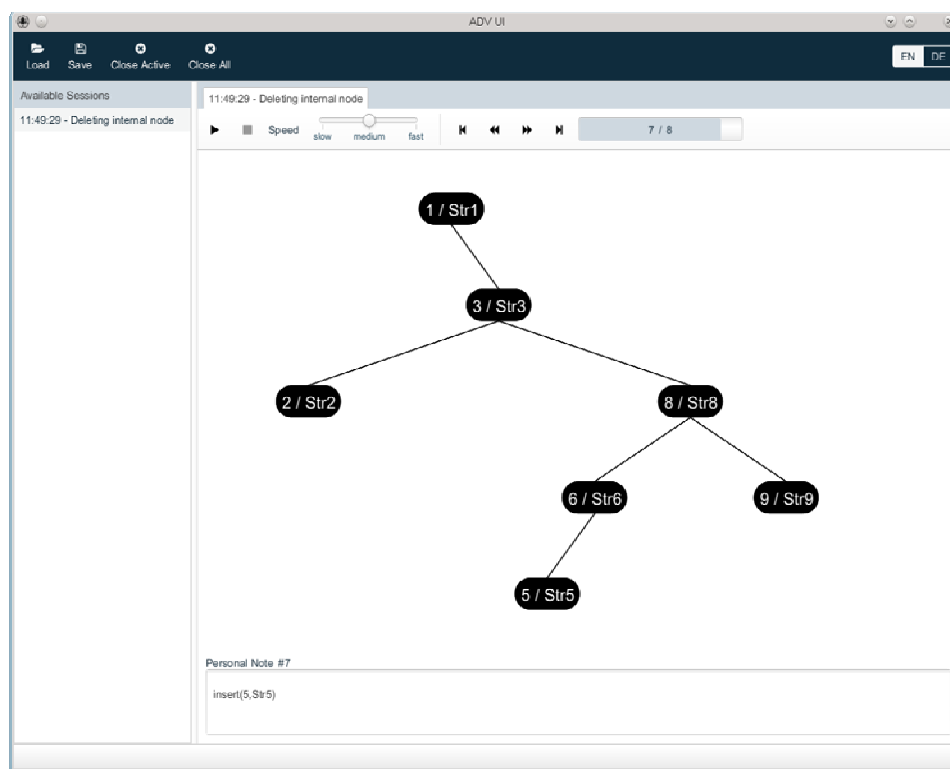 ADV UI
Load Save Close Active Close All
EN DE
Available Sessions
11:49:29 - Deleting internal node
11:49:29 - Deleting internal node
Speed
slow medium fast
7 / 8
1 / Str1
3 / Str3
2 / Str2
8 / Str8
6 / Str6
9 / Str9
5 / Str5
Personal Note #7
insert(5,Str5)